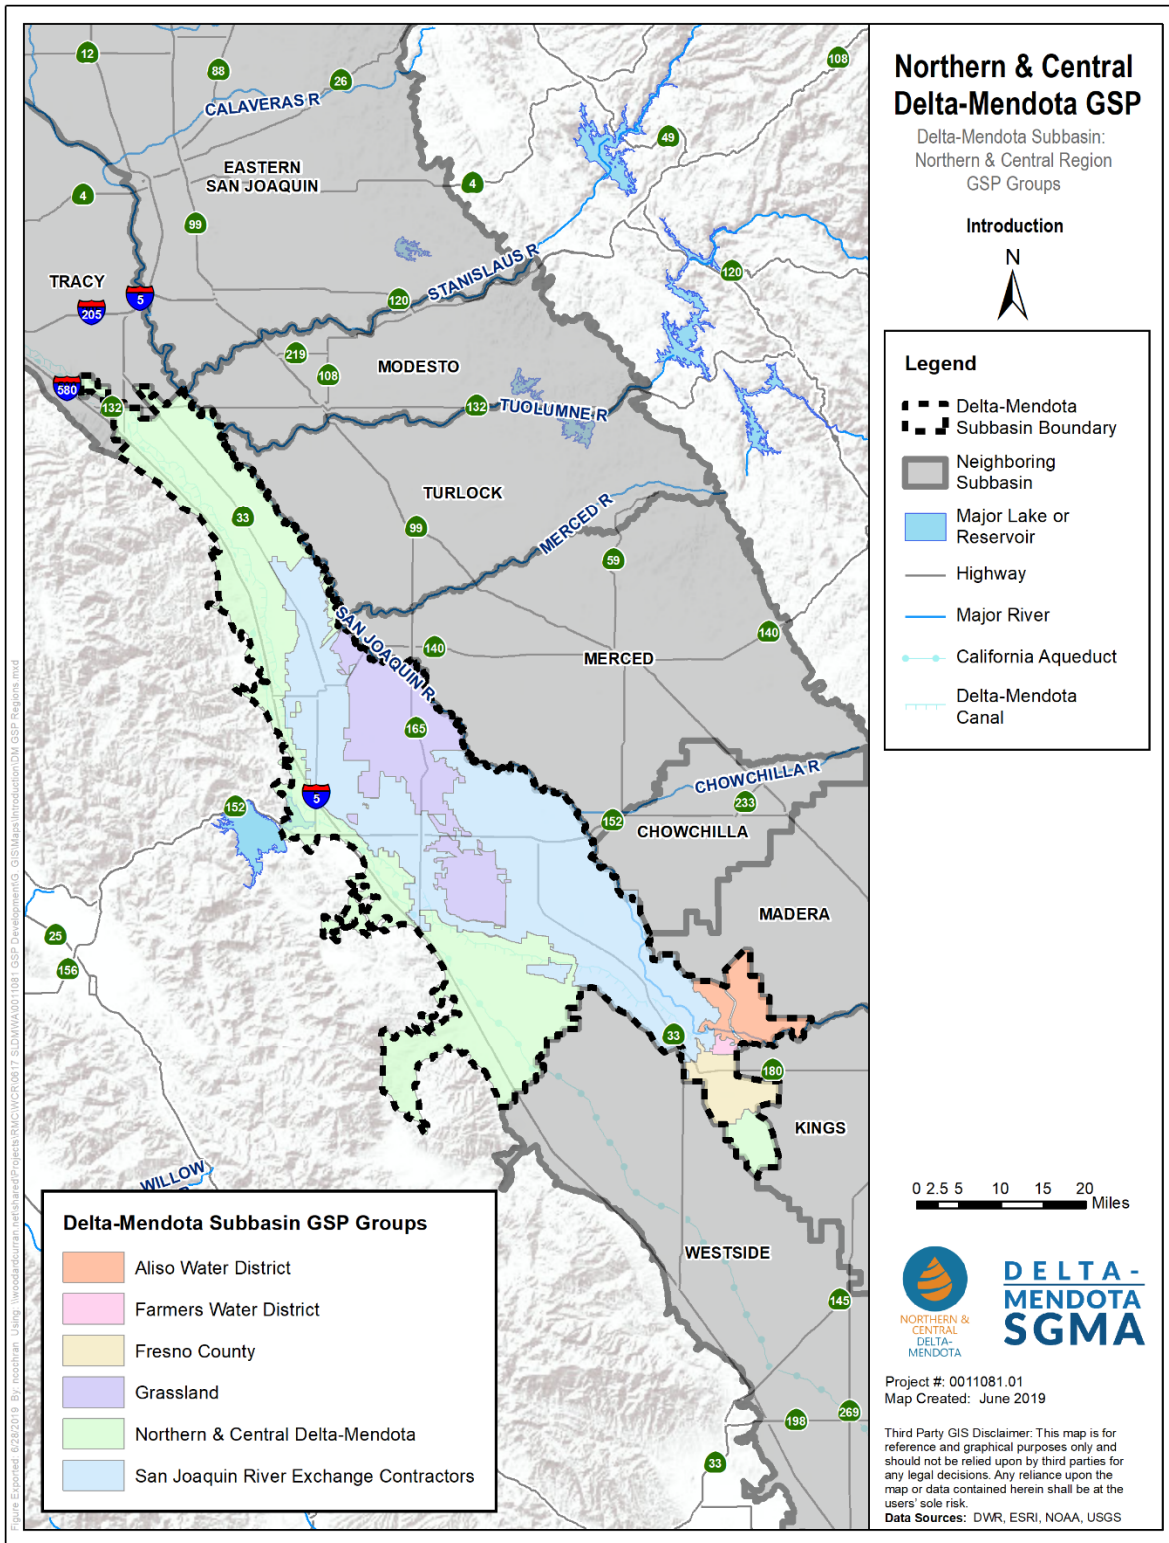 Northern & Central
Delta-Mendota GSP
Delta-Mendota Subbasin:
Northern & Central Region
GSP Groups
Introduction
N
Legend
Delta-Mendota
Subbasin Boundary
Neighboring
Subbasin
Major Lake or
Reservoir
Highway
Major River
California Aqueduct
Delta-Mendota
Canal
0 2.5 5 10 15 20
Miles
NORTHERN &
CENTRAL
DELTA-
MENDOTA
DELTA-
MENDOTA
SGMA
Project #: 0011081.01
Map Created: June 2019
Third Party GIS Disclaimer: This map is for
reference and graphical purposes only and
should not be relied upon by third parties for
any legal decisions. Any reliance upon the
map or data contained herein shall be at the
users' sole risk.
Data Sources: DWR, ESRI, NOAA, USGS
12
88
26
108
CALAVERAS R
49
EASTERN
SAN JOAQUIN
4
4
99
STANISLAUS R
120
TRACY
5
205
120
219
MODESTO
108
580
132
132
TUOLUMNE R
TURLOCK
33
99
MERCED R
59
SAN JOAQUIN R
140
140
MERCED
165
CHOWCHILLA R
5
152
233
152
CHOWCHILLA
MADERA
25
156
33
180
KINGS
WILLOW
WESTSIDE
145
269
198
33
Delta-Mendota Subbasin GSP Groups
Aliso Water District
Farmers Water District
Fresno County
Grassland
Northern & Central Delta-Mendota
San Joaquin River Exchange Contractors